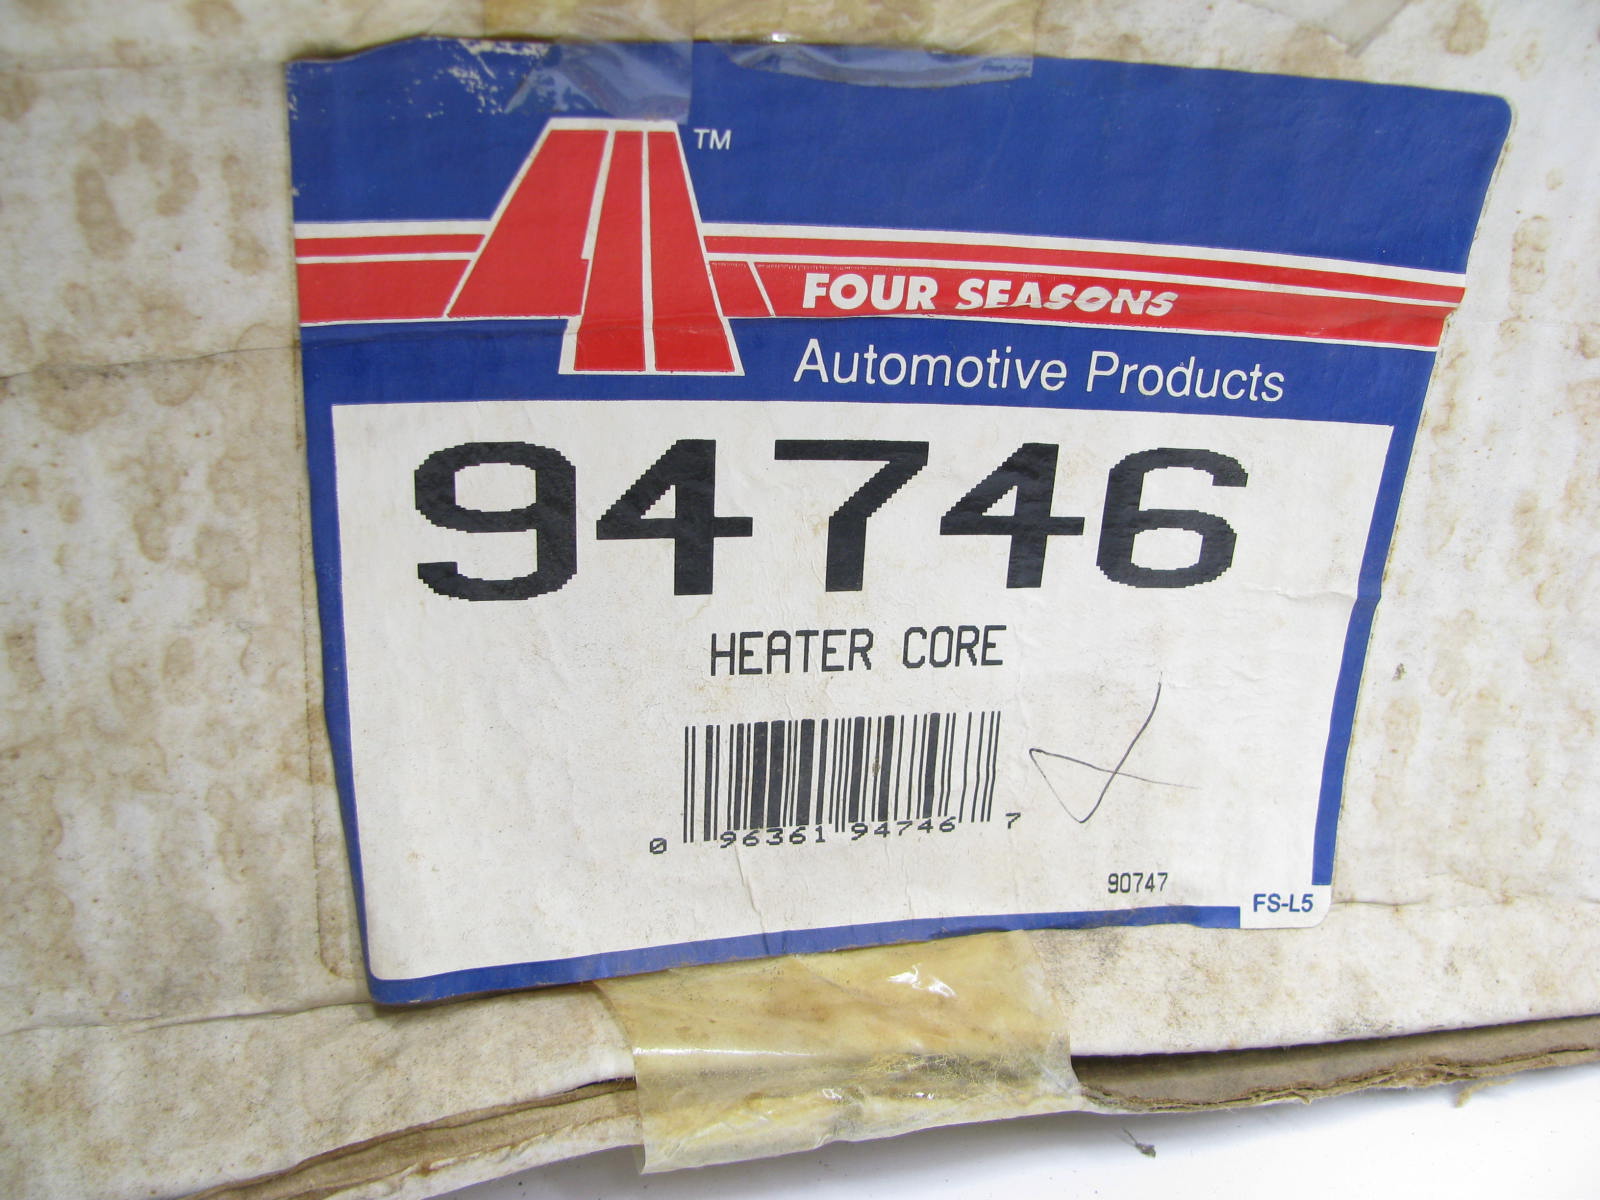 TM
FOUR SEASONS
Automotive Products
94746
HEATER CORE
0 96361 94746 7
90747
FS-L5